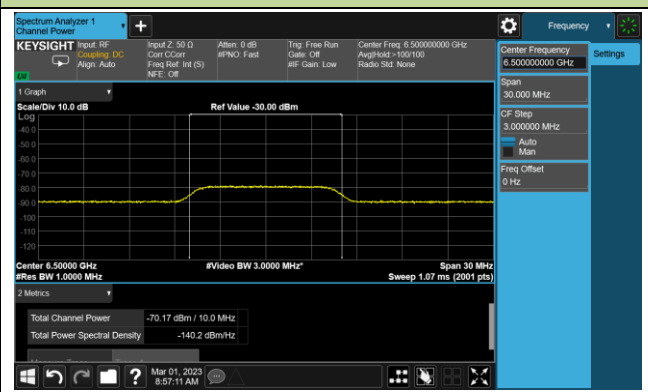 Spectrum Analyzer 1
Channel Power
Frequency
KEYSIGHT
Input: RF
Coupling: DC
Align: Auto
Input Z: 50 Ω
Corr CCorr
Freq Ref: Int (S)
NFE: Off
Atten: 0 dB
#PNO: Fast
Trig: Free Run
Gate: Off
#IF Gain: Low
Center Freq: 6.500000000 GHz
Avg|Hold:>100/100
Radio Std: None
Center Frequency
6.500000000 GHz
Settings
Span
30.000 MHz
CF Step
3.000000 MHz
Auto
Man
Freq Offset
0 Hz
1 Graph
Scale/Div 10.0 dB
Ref Value -30.00 dBm
Log
-40.0
-50.0
-60.0
-70.0
-80.0
-90.0
-100
-110
-120
Center 6.50000 GHz
#Video BW 3.0000 MHz*
Span 30 MHz
#Res BW 1.0000 MHz
Sweep 1.07 ms (2001 pts)
2 Metrics
Total Channel Power -70.17 dBm / 10.0 MHz
Total Power Spectral Density -140.2 dBm/Hz
Mar 01, 2023
8:57:11 AM